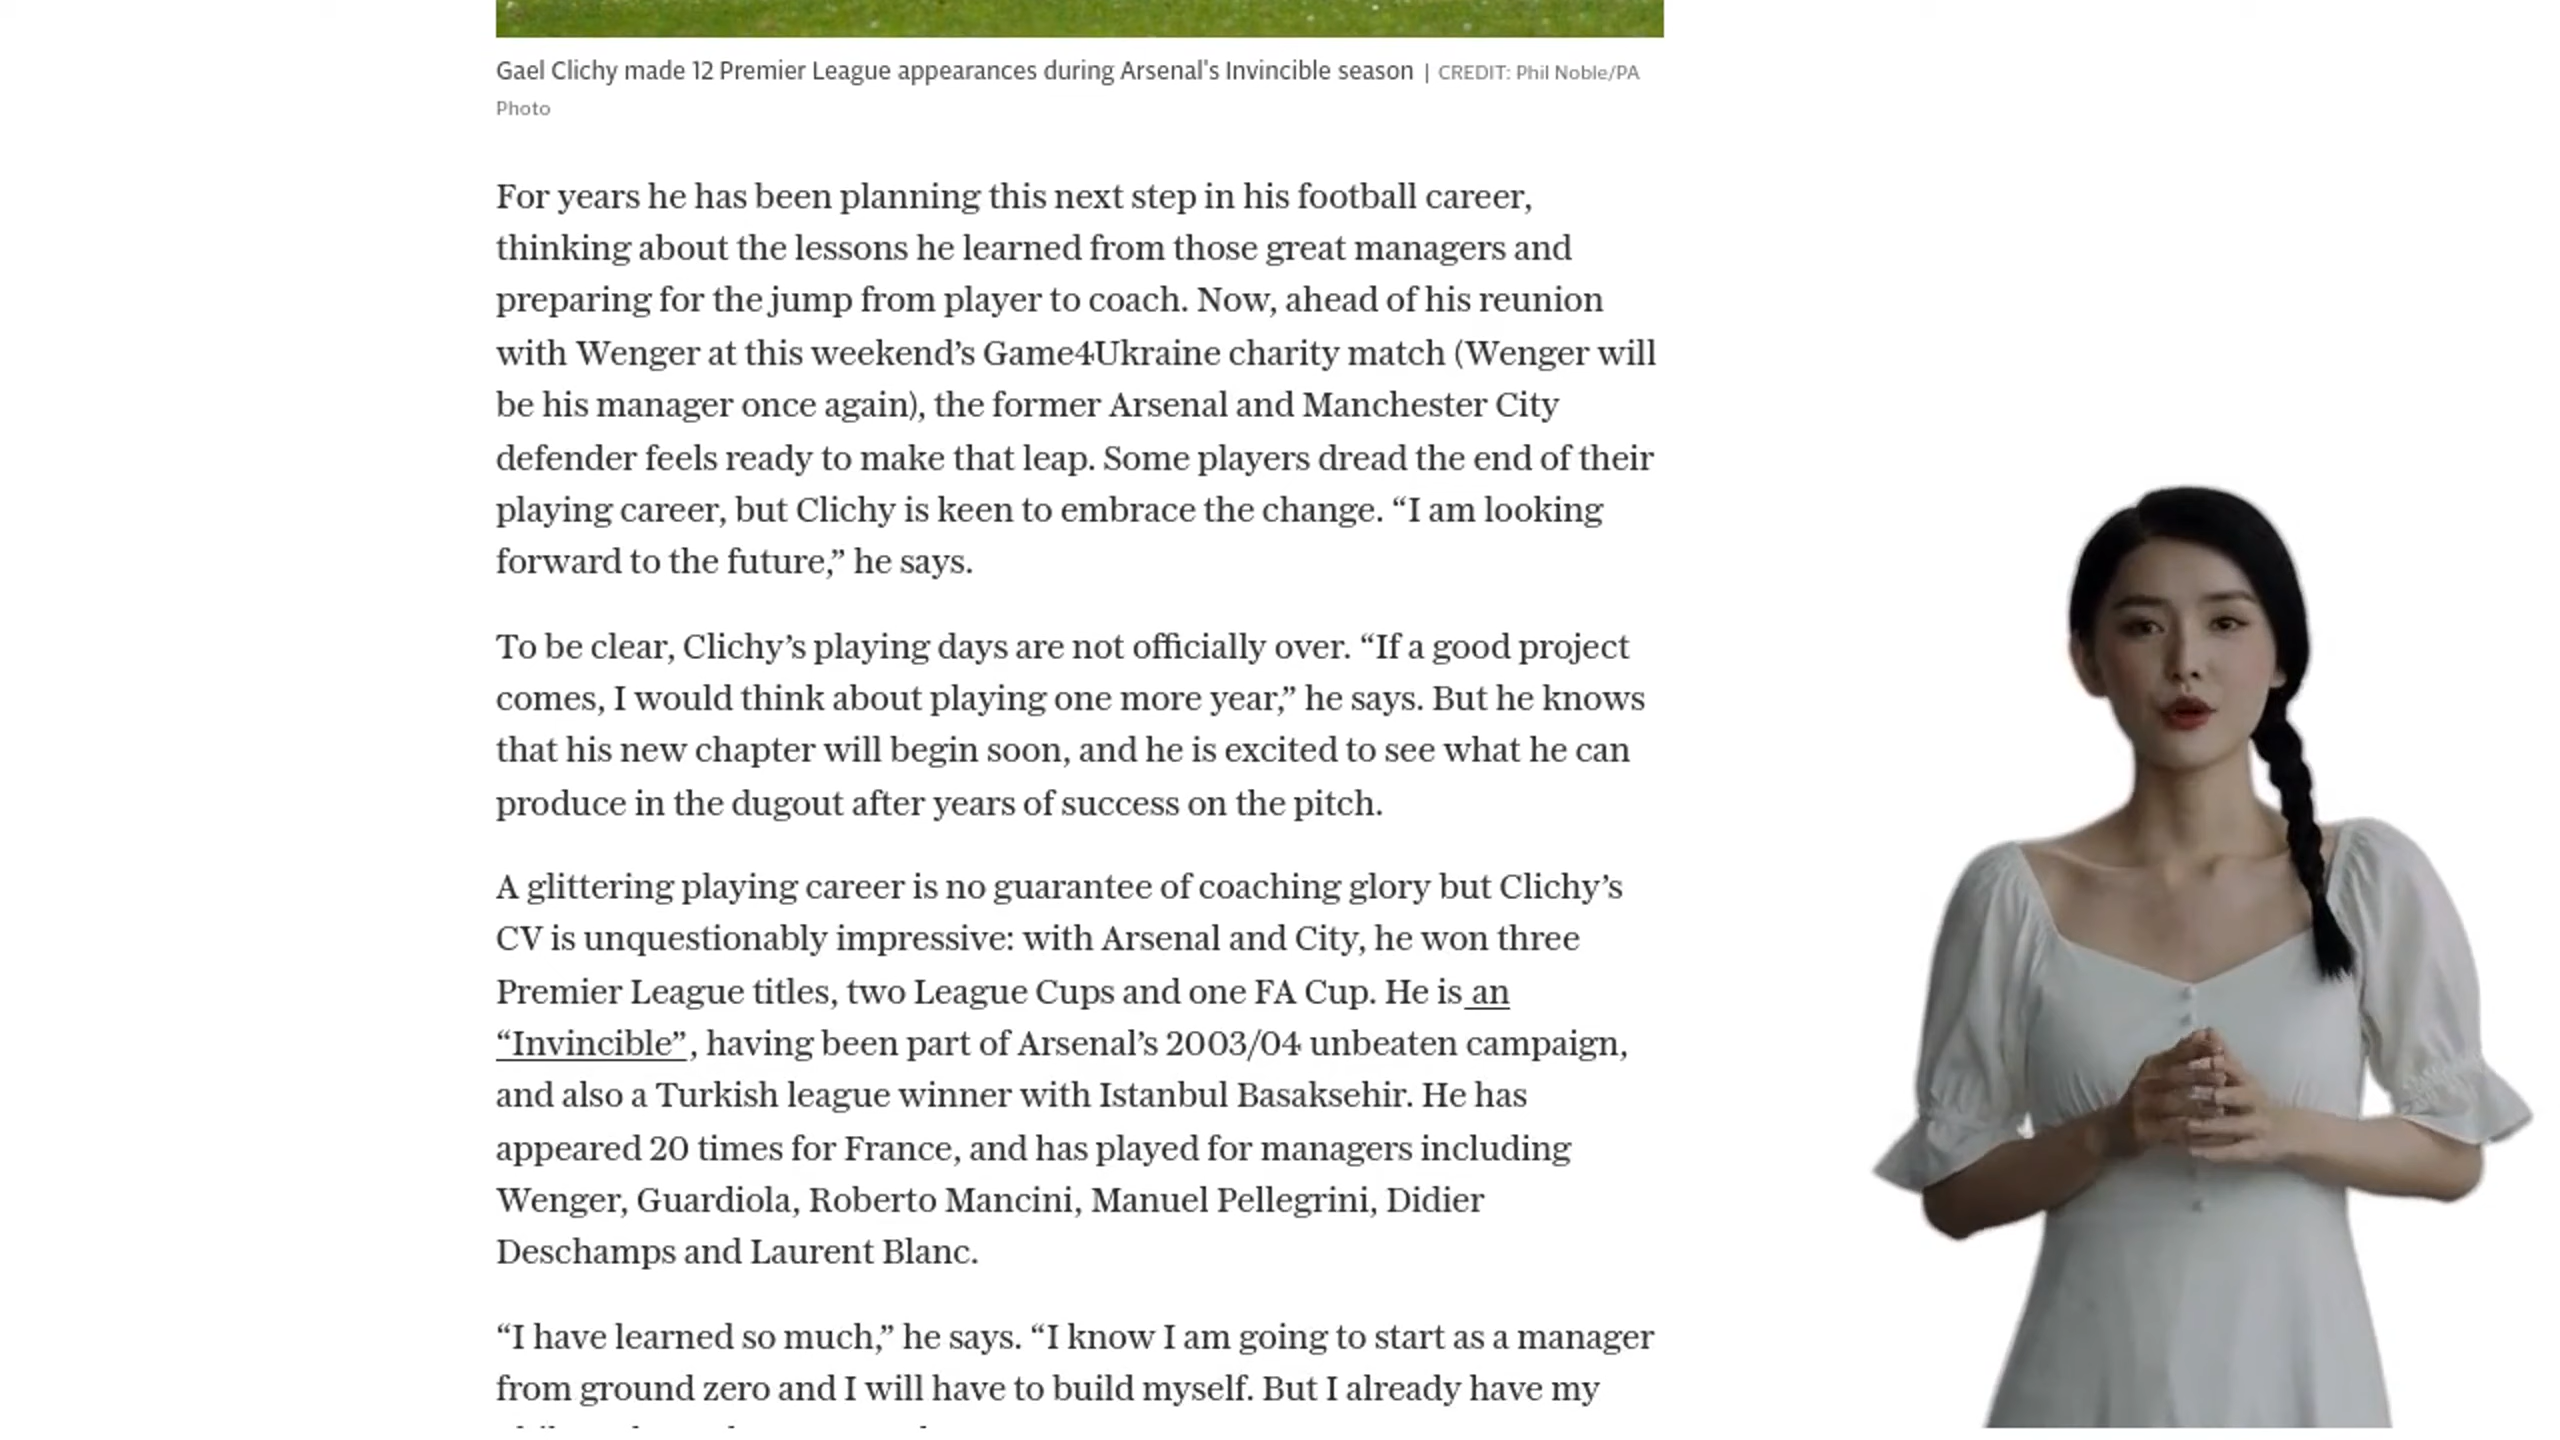 Gael Clichy made 12 Premier League appearances during Arsenal's Invincible season | CREDIT: Phil Noble/PA
Photo
For years he has been planning this next step in his football career,
thinking about the lessons he learned from those great managers and
preparing for the jump from player to coach. Now, ahead of his reunion
with Wenger at this weekend’s Game4Ukraine charity match (Wenger will
be his manager once again), the former Arsenal and Manchester City
defender feels ready to make that leap. Some players dread the end of their
playing career, but Clichy is keen to embrace the change. “I am looking
forward to the future,” he says.
To be clear, Clichy’s playing days are not officially over. “If a good project
comes, I would think about playing one more year,” he says. But he knows
that his new chapter will begin soon, and he is excited to see what he can
produce in the dugout after years of success on the pitch.
A glittering playing career is no guarantee of coaching glory but Clichy’s
CV is unquestionably impressive: with Arsenal and City, he won three
Premier League titles, two League Cups and one FA Cup. He is an
“Invincible”, having been part of Arsenal’s 2003/04 unbeaten campaign,
and also a Turkish league winner with Istanbul Basaksehir. He has
appeared 20 times for France, and has played for managers including
Wenger, Guardiola, Roberto Mancini, Manuel Pellegrini, Didier
Deschamps and Laurent Blanc.
“I have learned so much,” he says. “I know I am going to start as a manager
from ground zero and I will have to build myself. But I already have my